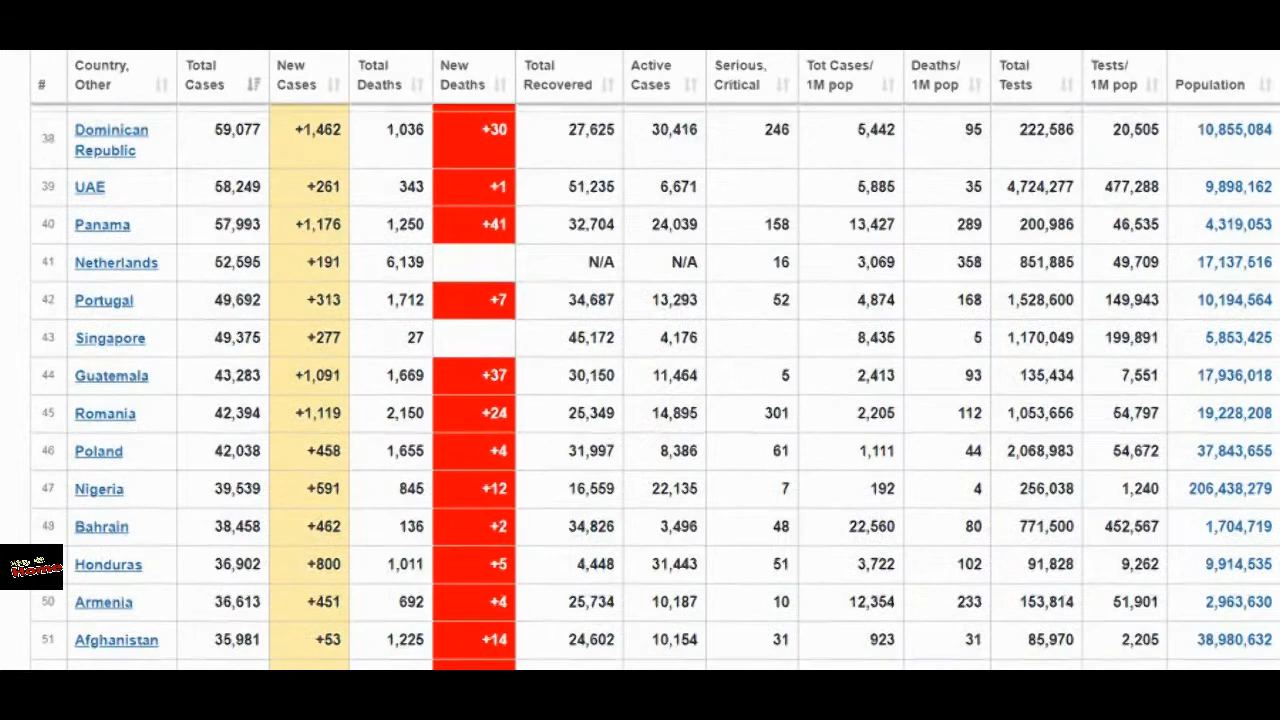 # Country, Other Total Cases New Cases Total Deaths New Deaths Total Recovered Active Cases Serious, Critical Tot Cases/ 1M pop Deaths/ 1M pop Total Tests Tests/ 1M pop Population
38 Dominican Republic 59,077 +1,462 1,036 +30 27,625 30,416 246 5,442 95 222,586 20,505 10,855,084
39 UAE 58,249 +261 343 +1 51,235 6,671 5,885 35 4,724,277 477,288 9,898,162
40 Panama 57,993 +1,176 1,250 +41 32,704 24,039 158 13,427 289 200,986 46,535 4,319,053
41 Netherlands 52,595 +191 6,139 N/A N/A 16 3,069 358 851,885 49,709 17,137,516
42 Portugal 49,692 +313 1,712 +7 34,687 13,293 52 4,874 168 1,528,600 149,943 10,194,564
43 Singapore 49,375 +277 27 45,172 4,176 8,435 5 1,170,049 199,891 5,853,425
44 Guatemala 43,283 +1,091 1,669 +37 30,150 11,464 5 2,413 93 135,434 7,551 17,936,018
45 Romania 42,394 +1,119 2,150 +24 25,349 14,895 301 2,205 112 1,053,656 54,797 19,228,208
46 Poland 42,038 +458 1,655 +4 31,997 8,386 61 1,111 44 2,068,983 54,672 37,843,655
47 Nigeria 39,539 +591 845 +12 16,559 22,135 7 192 4 256,038 1,240 206,438,279
48 Bahrain 38,458 +462 136 +2 34,826 3,496 48 22,560 80 771,500 452,567 1,704,719
Honduras 36,902 +800 1,011 +5 4,448 31,443 51 3,722 102 91,828 9,262 9,914,535
50 Armenia 36,613 +451 692 +4 25,734 10,187 10 12,354 233 153,814 51,901 2,963,630
51 Afghanistan 35,981 +53 1,225 +14 24,602 10,154 31 923 31 85,970 2,205 38,980,632